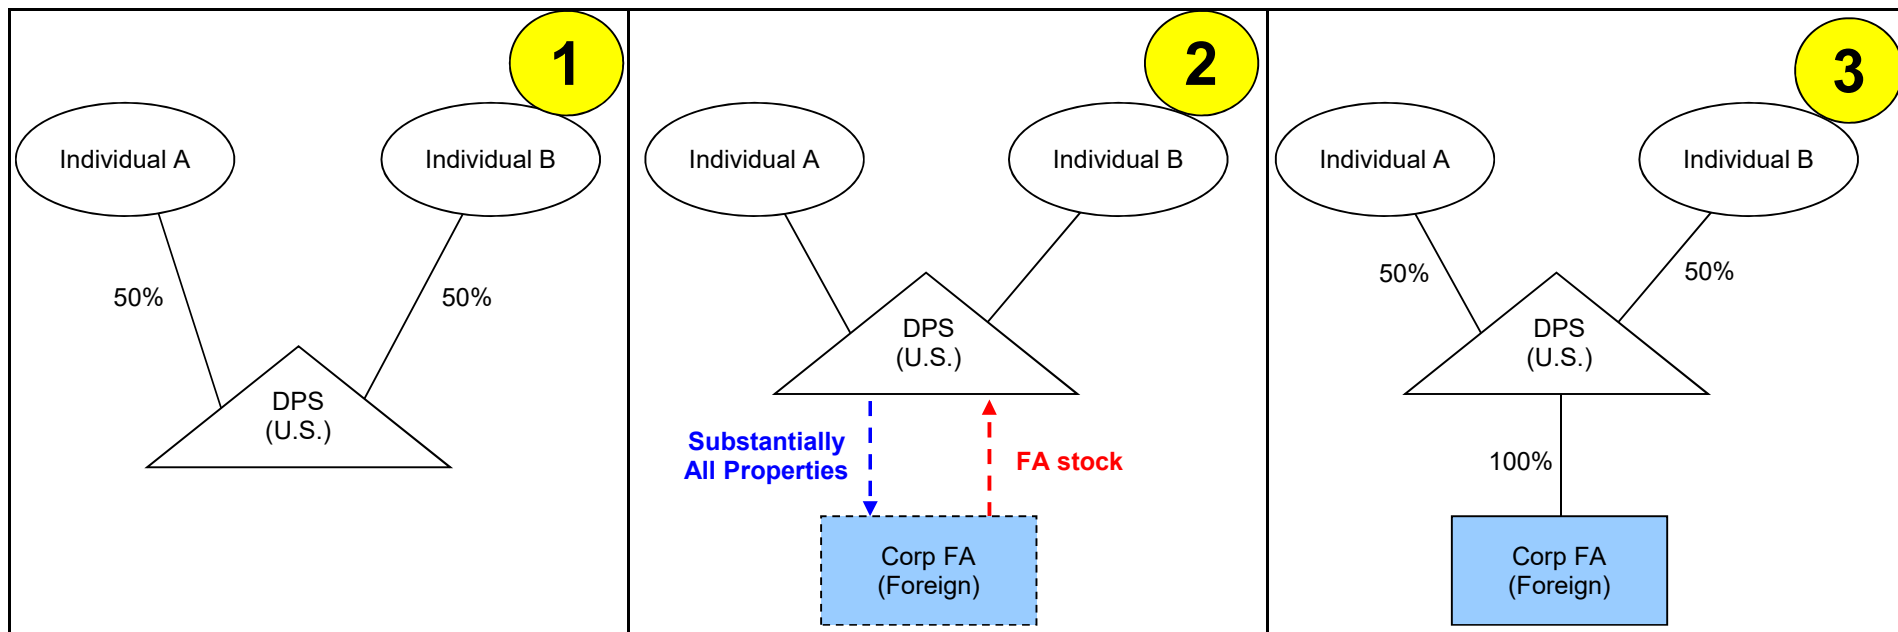 1
Individual A
Individual B
50%
50%
DPS
(U.S.)
2
Individual A
Individual B
DPS
(U.S.)
Substantially
All Properties
FA stock
Corp FA
(Foreign)
3
Individual A
Individual B
50%
50%
DPS
(U.S.)
100%
Corp FA
(Foreign)